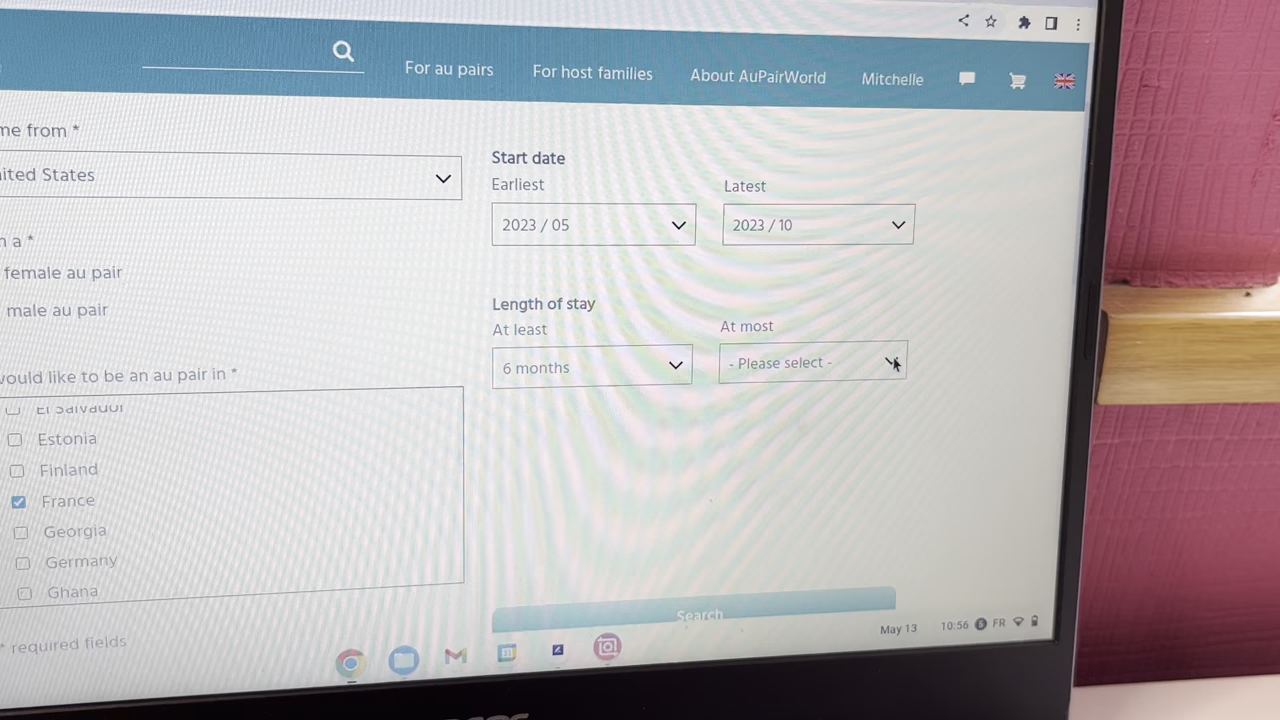 For au pairs For host families About AuPairWorld Mitchelle
me from *
ited States
n a *
female au pair
male au pair
ould like to be an au pair in *
El Salvador
Estonia
Finland
France
Georgia
Germany
Ghana
* required fields
Start date
Earliest Latest
2023 / 05 2023 / 10
Length of stay
At least At most
6 months - Please select -
Search
May 13 10:56 FR
31